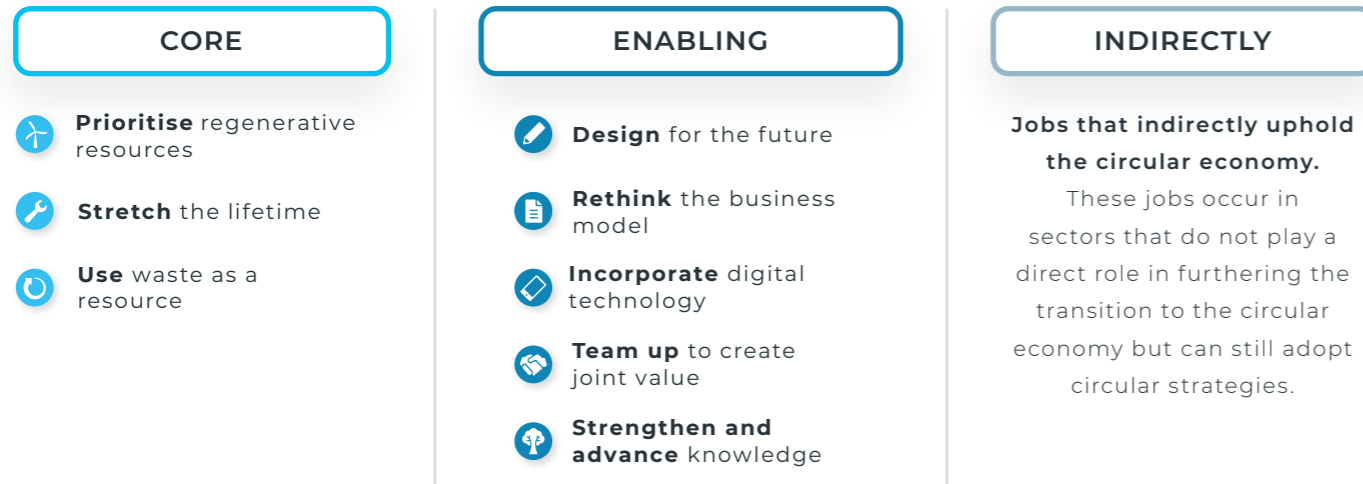 CORE
Prioritise regenerative
resources
Stretch the lifetime
Use waste as a
resource
ENABLING
Design for the future
Rethink the business
model
Incorporate digital
technology
Team up to create
joint value
Strengthen and
advance knowledge
INDIRECTLY
Jobs that indirectly uphold
the circular economy.
These jobs occur in
sectors that do not play a
direct role in furthering the
transition to the circular
economy but can still adopt
circular strategies.